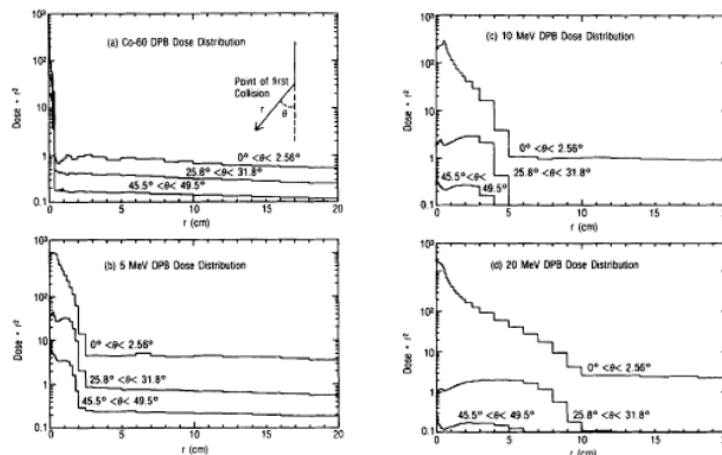 (a) Co-60 DPB Dose Distribution
Point of first
Collision
r
θ
0° <θ< 2.56°
25.8° <θ< 31.8°
45.5° <θ< 49.5°
Dose • r²
10³
10²
10
1
0.1
0 5 10 15 20
r (cm)
(b) 5 MeV DPB Dose Distribution
0° <θ< 2.56°
25.8° <θ< 31.8°
45.5° <θ< 49.5°
Dose • r²
10³
10²
10
1
0.1
0 5 10 15 20
r (cm)
(c) 10 MeV DPB Dose Distribution
0° <θ< 2.56°
45.5° <θ<
49.5°
25.8° <θ< 31.8°
Dose • r²
10³
10²
10
1
0.1
0 5 10 15
r (cm)
(d) 20 MeV DPB Dose Distribution
0° <θ< 2.56°
45.5° <θ< 49.5°
25.8° <θ< 31.8°
Dose • r²
10³
10²
10
1
0.1
0 5 10 15
r (cm)